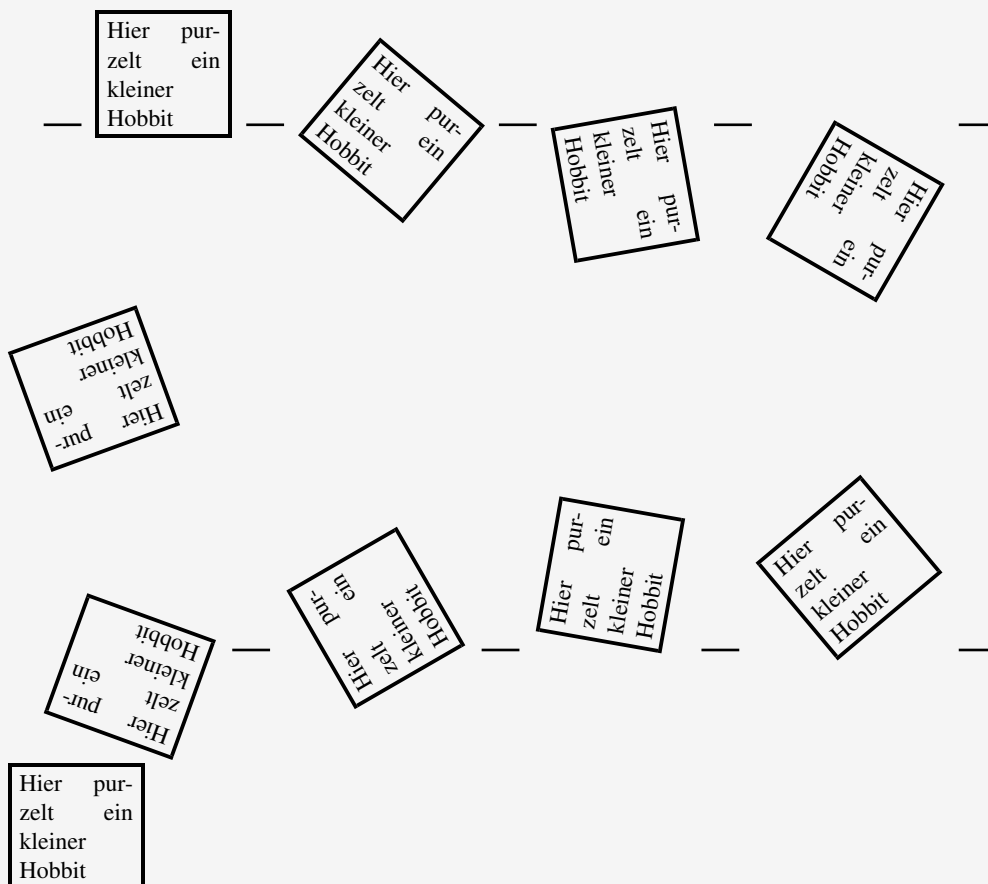 Hier pur-
zelt ein
kleiner
Hobbit
Hier pur-
zelt ein
kleiner
Hobbit
Hier pur-
zelt ein
kleiner
Hobbit
Hier pur-
zelt ein
kleiner
Hobbit
Hier pur-
zelt ein
kleiner
Hobbit
Hier pur-
zelt ein
kleiner
Hobbit
Hier pur-
zelt ein
kleiner
Hobbit
Hier pur-
zelt ein
kleiner
Hobbit
Hier pur-
zelt ein
kleiner
Hobbit
Hier pur-
zelt ein
kleiner
Hobbit